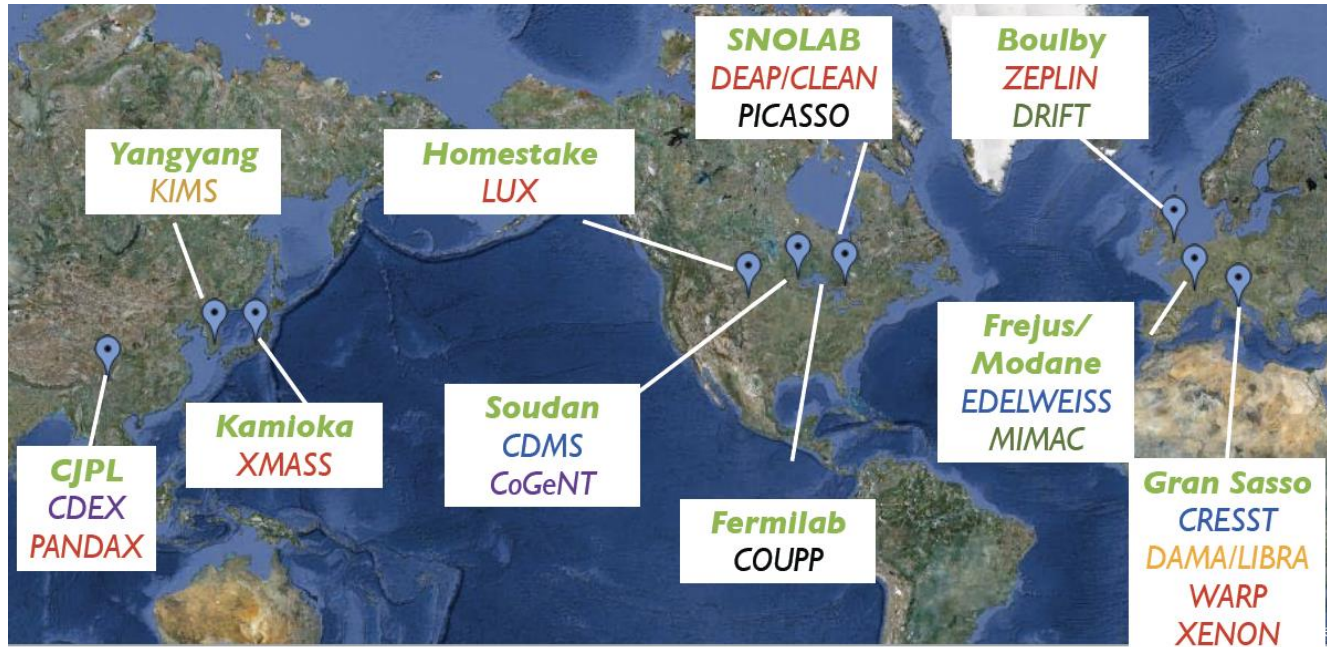 SNOLAB
DEAP/CLEAN
PICASSO
Boulby
ZEPLIN
DRIFT
Yangyang
KIMS
Homestake
LUX
Frejus/
Modane
EDELWEISS
MIMAC
Soudan
CDMS
CoGeNT
Kamioka
XMASS
CJPL
CDEX
PANDAX
Fermilab
COUPP
Gran Sasso
CRESST
DAMA/LIBRA
WARP
XENON